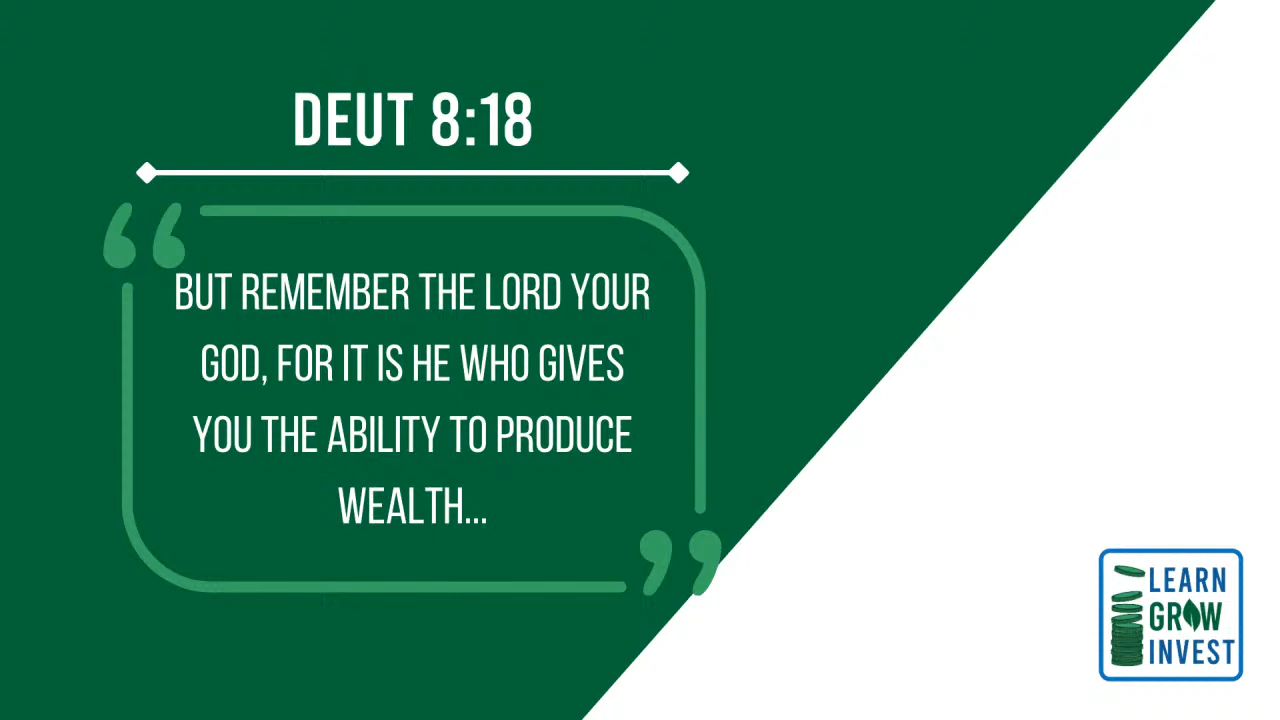 DEUT 8:18
BUT REMEMBER THE LORD YOUR
GOD, FOR IT IS HE WHO GIVES
YOU THE ABILITY TO PRODUCE
WEALTH...
LEARN
GROW
INVEST